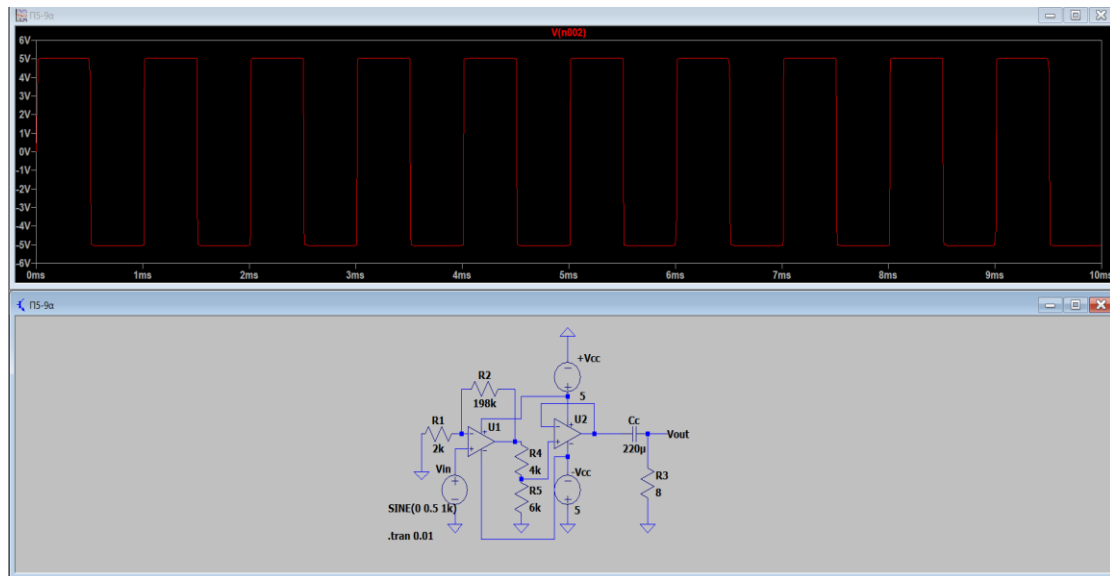 Π5-9α
V(n002)
6V
5V
4V
3V
2V
1V
0V
-1V
-2V
-3V
-4V
-5V
-6V
0ms 1ms 2ms 3ms 4ms 5ms 6ms 7ms 8ms 9ms 10ms
Π5-9α
+Vcc
5
R2
198k
R1
2k
U1
U2
Cc
220µ
Vout
R4
4k
R5
6k
-Vcc
5
R3
8
Vin
SINE(0 0.5 1k)
.tran 0.01